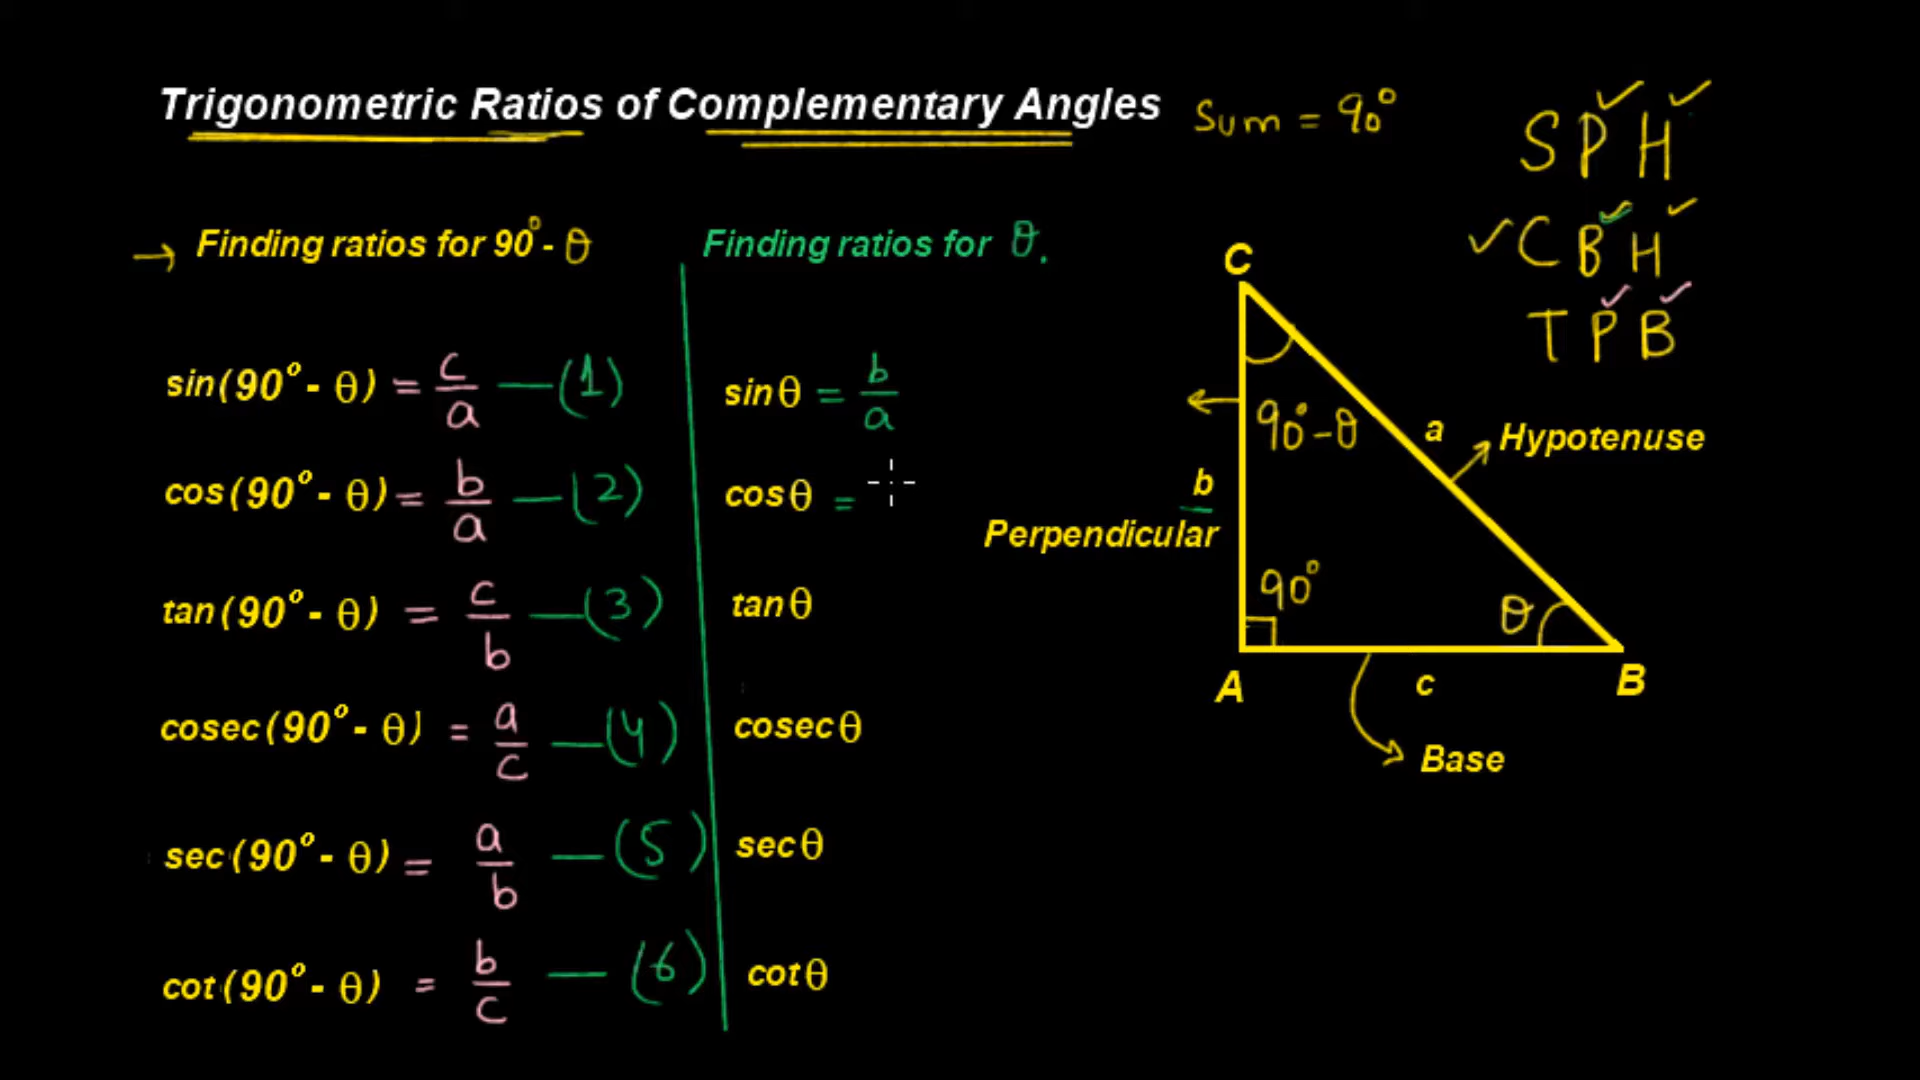 Trigonometric Ratios of Complementary Angles Sum = 90°
S P H
C B H
T P B
→ Finding ratios for 90° - θ
Finding ratios for θ.
sin(90° - θ) = c/a — (1)
cos(90° - θ) = b/a — (2)
tan(90° - θ) = c/b — (3)
cosec(90° - θ) = a/c — (4)
sec(90° - θ) = a/b — (5)
cot(90° - θ) = b/c — (6)
sinθ = b/a
cosθ =
tanθ
cosecθ
secθ
cotθ
C
90° - θ
a
Hypotenuse
b
Perpendicular
90°
θ
A
c
B
Base